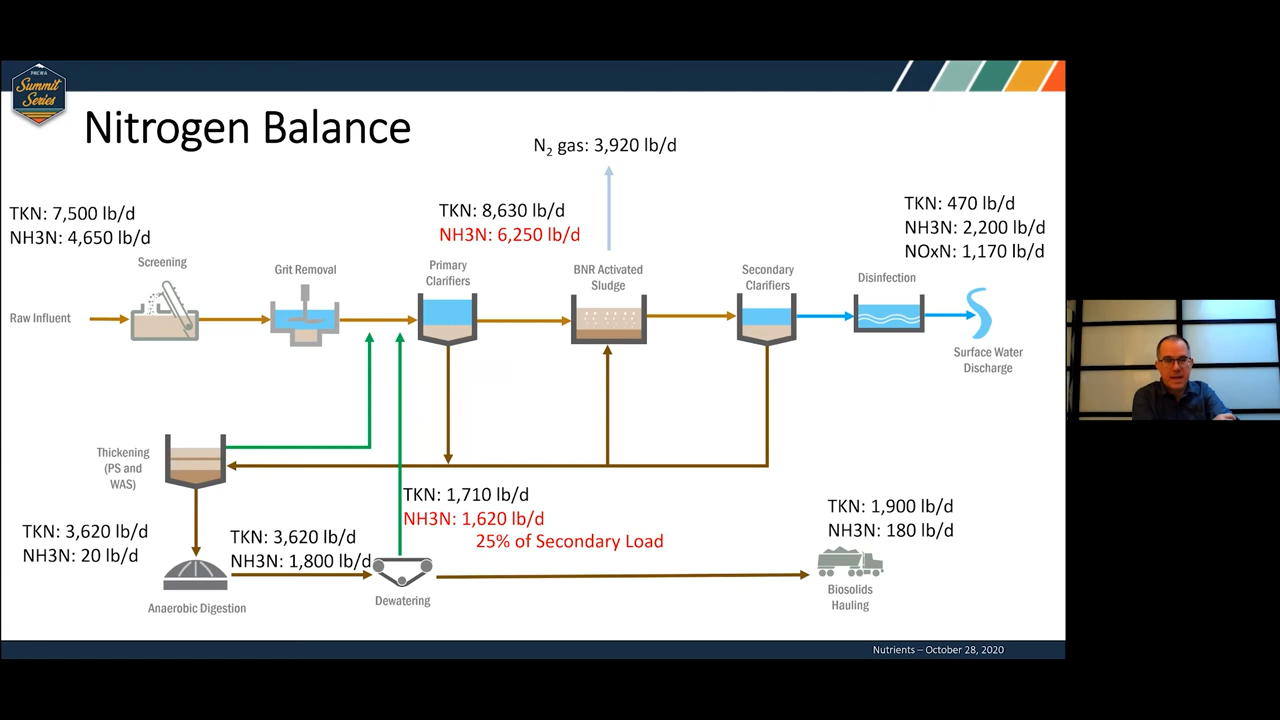 PNCWA
Summit
Series
Nitrogen Balance
N2 gas: 3,920 lb/d
TKN: 7,500 lb/d
NH3N: 4,650 lb/d
TKN: 8,630 lb/d
NH3N: 6,250 lb/d
TKN: 470 lb/d
NH3N: 2,200 lb/d
NOxN: 1,170 lb/d
Screening
Grit Removal
Primary
Clarifiers
BNR Activated
Sludge
Secondary
Clarifiers
Disinfection
Raw Influent
Surface Water
Discharge
Thickening
(PS and
WAS)
TKN: 1,710 lb/d
NH3N: 1,620 lb/d
25% of Secondary Load
TKN: 1,900 lb/d
NH3N: 180 lb/d
TKN: 3,620 lb/d
NH3N: 20 lb/d
TKN: 3,620 lb/d
NH3N: 1,800 lb/d
Anaerobic Digestion
Dewatering
Biosolids
Hauling
Nutrients – October 28, 2020